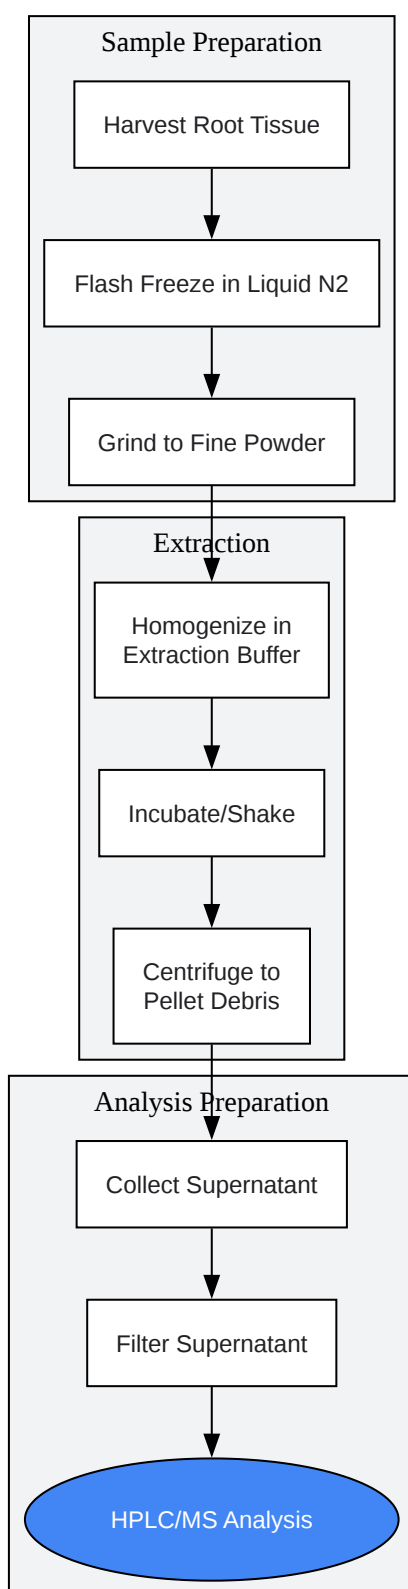 Sample Preparation
Harvest Root Tissue
Flash Freeze in Liquid N2
Grind to Fine Powder
Extraction
Homogenize in
Extraction Buffer
Incubate/Shake
Centrifuge to
Pellet Debris
Analysis Preparation
Collect Supernatant
Filter Supernatant
HPLC/MS Analysis